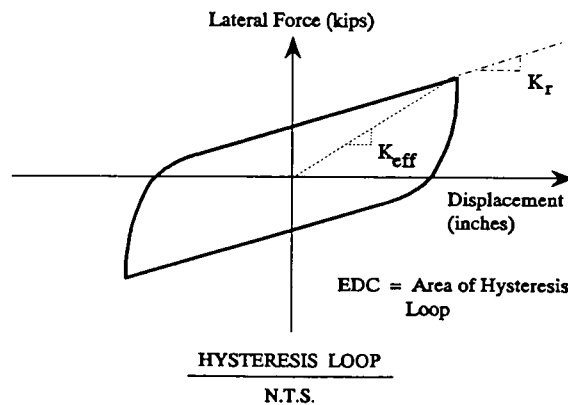 Lateral Force (kips)
K_r
K_eff
Displacement
(inches)
EDC = Area of Hysteresis
Loop
HYSTERESIS LOOP
N.T.S.